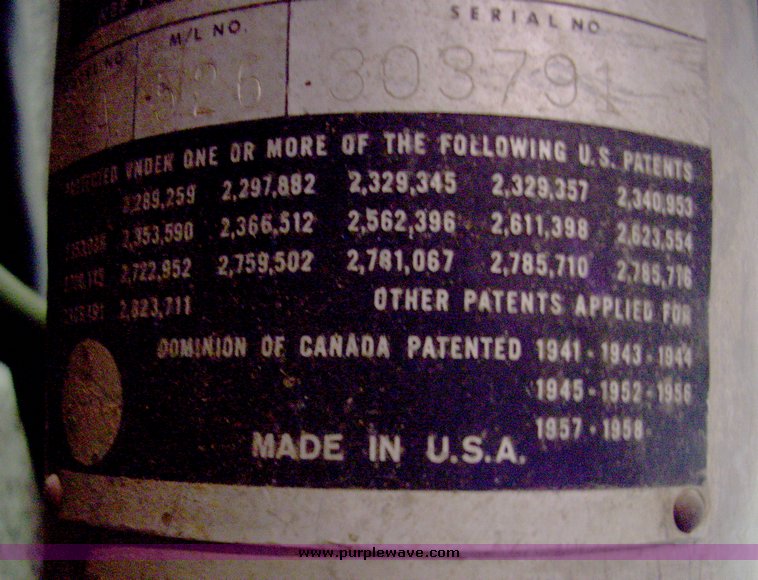 M/L NO. SERIAL NO
526 303791
UNDER ONE OR MORE OF THE FOLLOWING U.S. PATENTS
2,289,259 2,297,882 2,329,345 2,329,357 2,340,953
2,353,590 2,366,512 2,562,396 2,611,398 2,623,554
2,722,952 2,759,502 2,781,067 2,785,710 2,785,716
2,823,711 OTHER PATENTS APPLIED FOR
DOMINION OF CANADA PATENTED 1941 - 1943 - 1944
1945 - 1952 - 1956
1957 - 1958 -
MADE IN U.S.A.
www.purplewave.com